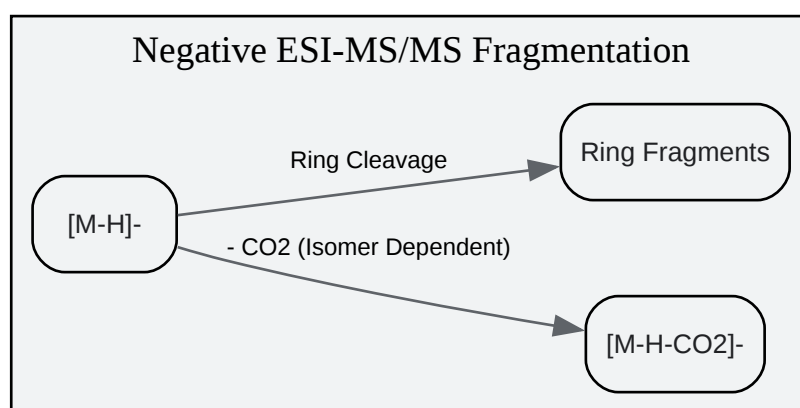 Negative ESI-MS/MS Fragmentation
Ring Cleavage
Ring Fragments
[M-H]-
- CO2 (Isomer Dependent)
[M-H-CO2]-